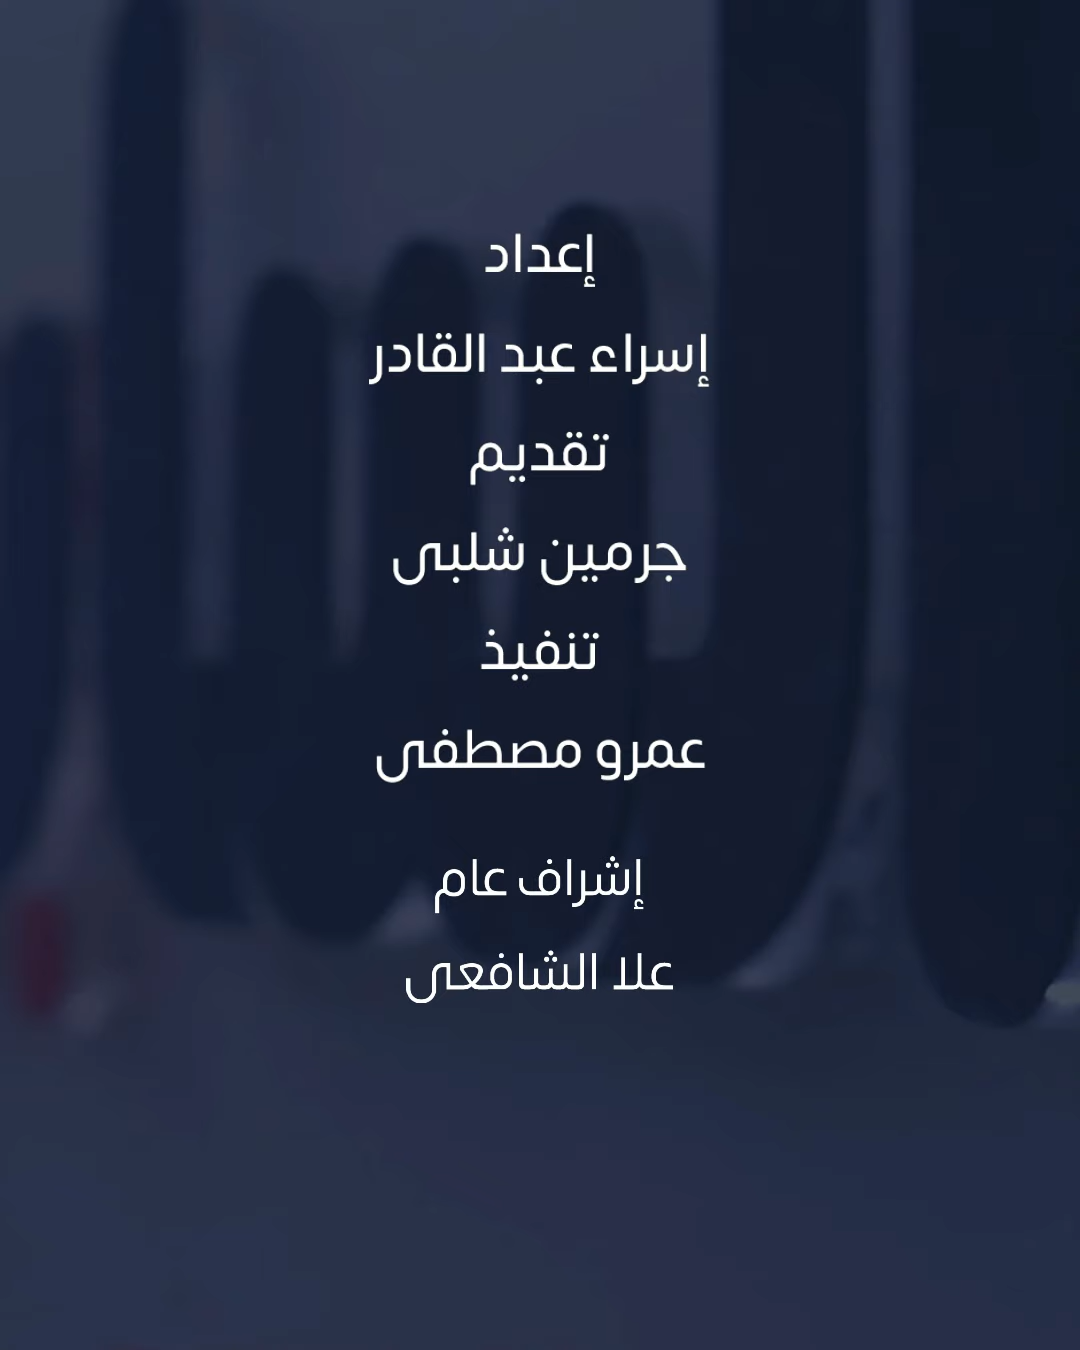 إعداد
إسراء عبد القادر
تقديم
جرمين شلبى
تنفيذ
عمرو مصطفى
إشراف عام
علا الشافعى